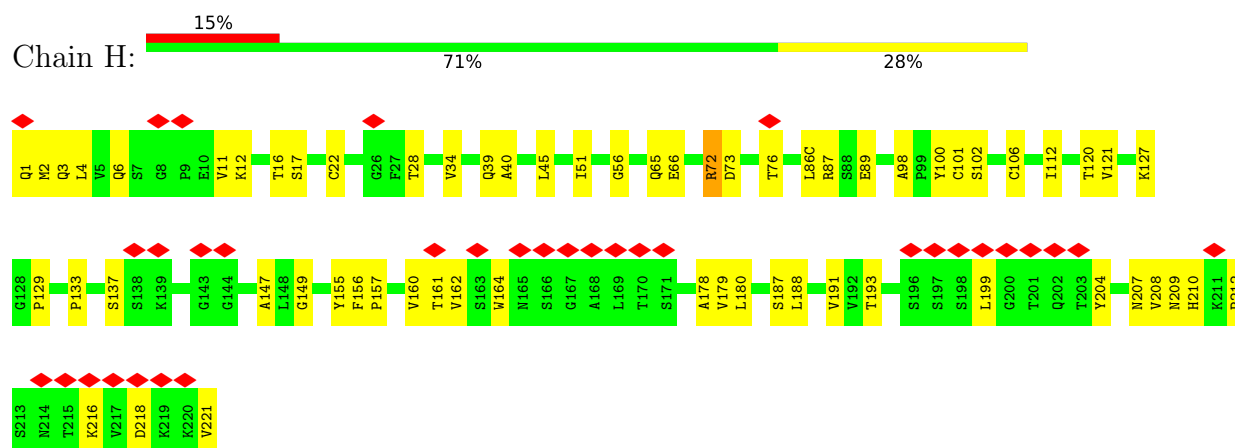 15%
Chain H:
71% 28%
Q1 M2 Q3 L4 V5 Q6 S7 G8 P9 E10 V11 K12 T16 S17 C22 G26 F27 T28 V34 Q39 A40 L45 I51 G56 Q65 E66 R72 D73 T76 L86C R87 S88 E89 A98 P99 Y100 C101 S102 C106 I112 T120 V121 K127
G128 P129 P133 S137 S138 K139 G143 G144 A147 L148 G149 Y155 F156 P157 V160 T161 V162 S163 W164 N165 S166 G167 A168 L169 T170 S171 A178 V179 L180 S187 L188 V191 V192 T193 S196 S197 S198 L199 G200 T201 Q202 T203 Y204 N207 V208 N209 H210 K211
S213 N214 T215 K216 V217 D218 K219 K220 V221